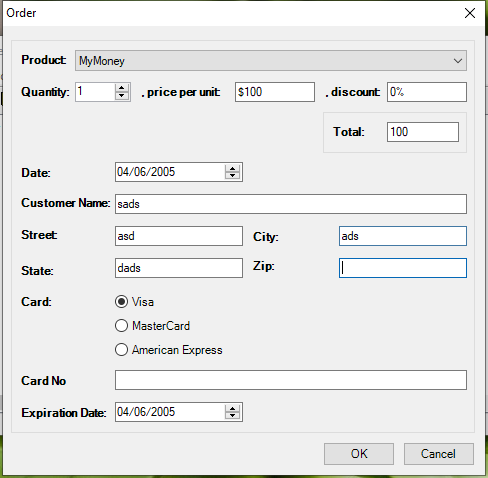 Order
Product: MyMoney
Quantity: 1 , price per unit: $100 , discount: 0%
Total: 100
Date: 04/06/2005
Customer Name: sads
Street: asd City: ads
State: dads Zip:
Card: Visa
MasterCard
American Express
Card No
Expiration Date: 04/06/2005
OK Cancel